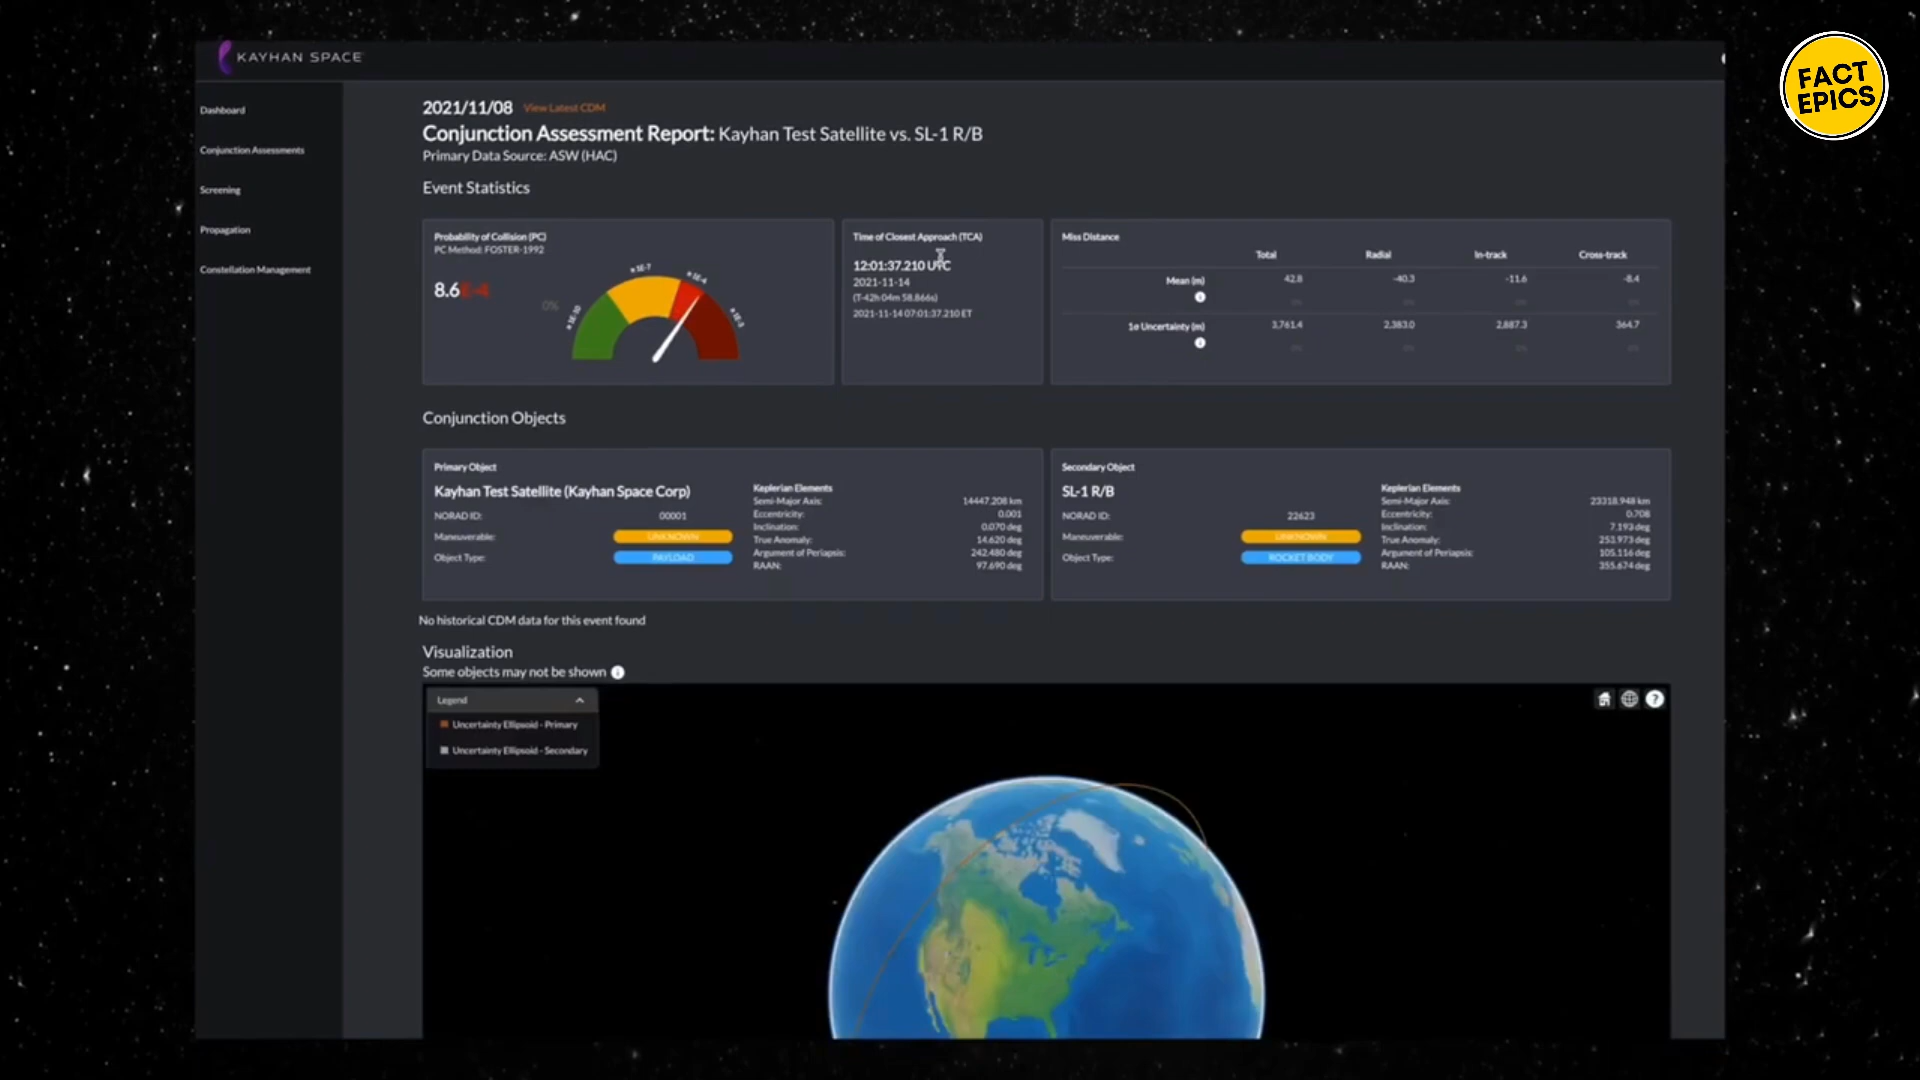 KAYHAN SPACE
FACT
EPICS
Dashboard
Conjunction Assessments
Screening
Propagation
Constellation Management
2021/11/08 View Latest CDM
Conjunction Assessment Report: Kayhan Test Satellite vs. SL-1 R/B
Primary Data Source: ASW (HAC)
Event Statistics
Probability of Collision (PC)
PC Method: FOSTER-1992
8.6E-4
0%
Time of Closest Approach (TCA)
12:01:37.210 UTC
2021-11-14
(T-42h 04m 58.866s)
2021-11-14 07:01:37.210 ET
Miss Distance
Total Radial In-track Cross-track
Mean (m) 42.8 -40.3 -11.6 -8.4
1σ Uncertainty (m) 3,761.4 2,383.0 2,887.3 364.7
Conjunction Objects
Primary Object
Kayhan Test Satellite (Kayhan Space Corp)
NORAD ID: 00001
Maneuverable: UNKNOWN
Object Type: PAYLOAD
Keplerian Elements
Semi-Major Axis: 14447.208 km
Eccentricity: 0.001
Inclination: 0.070 deg
True Anomaly: 14.620 deg
Argument of Periapsis: 242.480 deg
RAAN: 97.690 deg
Secondary Object
SL-1 R/B
NORAD ID: 22623
Maneuverable: UNKNOWN
Object Type: ROCKET BODY
Keplerian Elements
Semi-Major Axis: 23318.948 km
Eccentricity: 0.708
Inclination: 7.193 deg
True Anomaly: 253.973 deg
Argument of Periapsis: 105.116 deg
RAAN: 355.674 deg
No historical CDM data for this event found
Visualization
Some objects may not be shown
Legend
Uncertainty Ellipsoid - Primary
Uncertainty Ellipsoid - Secondary